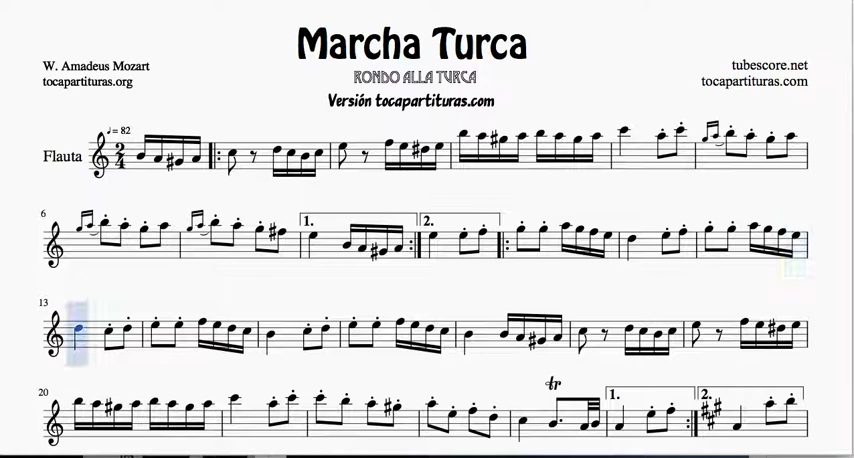 Marcha Turca
RONDO ALLA TURCA
Versión tocapartituras.com
W. Amadeus Mozart
tocapartituras.org
tubescore.net
tocapartituras.com
♩ = 82
Flauta
2
4
6
1.
2.
13
20
tr
1.
2.